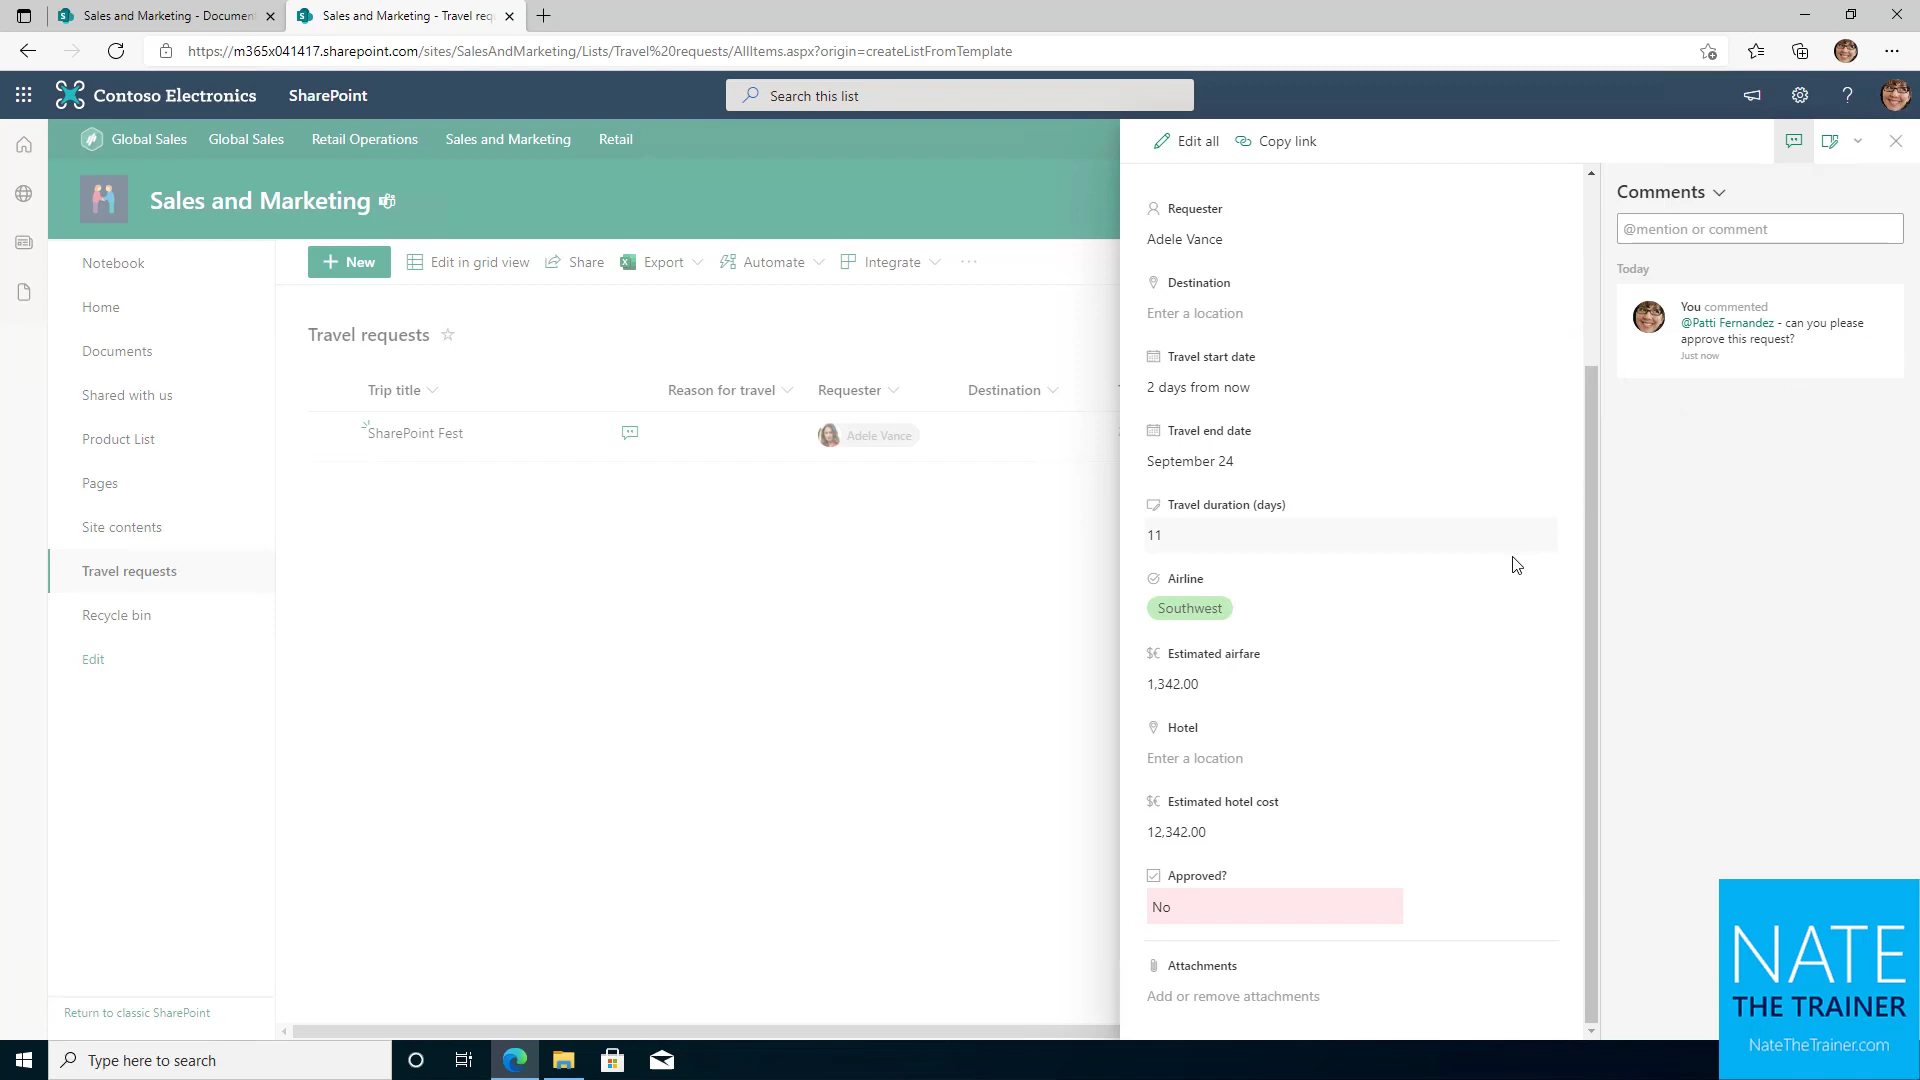 Sales and Marketing - Documen
Sales and Marketing - Travel req
https://m365x041417.sharepoint.com/sites/SalesAndMarketing/Lists/Travel%20requests/AllItems.aspx?origin=createListFromTemplate
Contoso Electronics
SharePoint
Search this list
Global Sales
Global Sales
Retail Operations
Sales and Marketing
Retail
Sales and Marketing
Notebook
Home
Documents
Shared with us
Product List
Pages
Site contents
Travel requests
Recycle bin
Edit
Return to classic SharePoint
+ New
Edit in grid view
Share
Export
Automate
Integrate
...
Travel requests
Trip title
Reason for travel
Requester
Destination
SharePoint Fest
Adele Vance
Edit all
Copy link
Requester
Adele Vance
Destination
Enter a location
Travel start date
2 days from now
Travel end date
September 24
Travel duration (days)
11
Airline
Southwest
Estimated airfare
1,342.00
Hotel
Enter a location
Estimated hotel cost
12,342.00
Approved?
No
Attachments
Add or remove attachments
Comments
@mention or comment
Today
You commented
@Patti Fernandez - can you please
approve this request?
Just now
NATE
THE TRAINER
NateTheTrainer.com
Type here to search